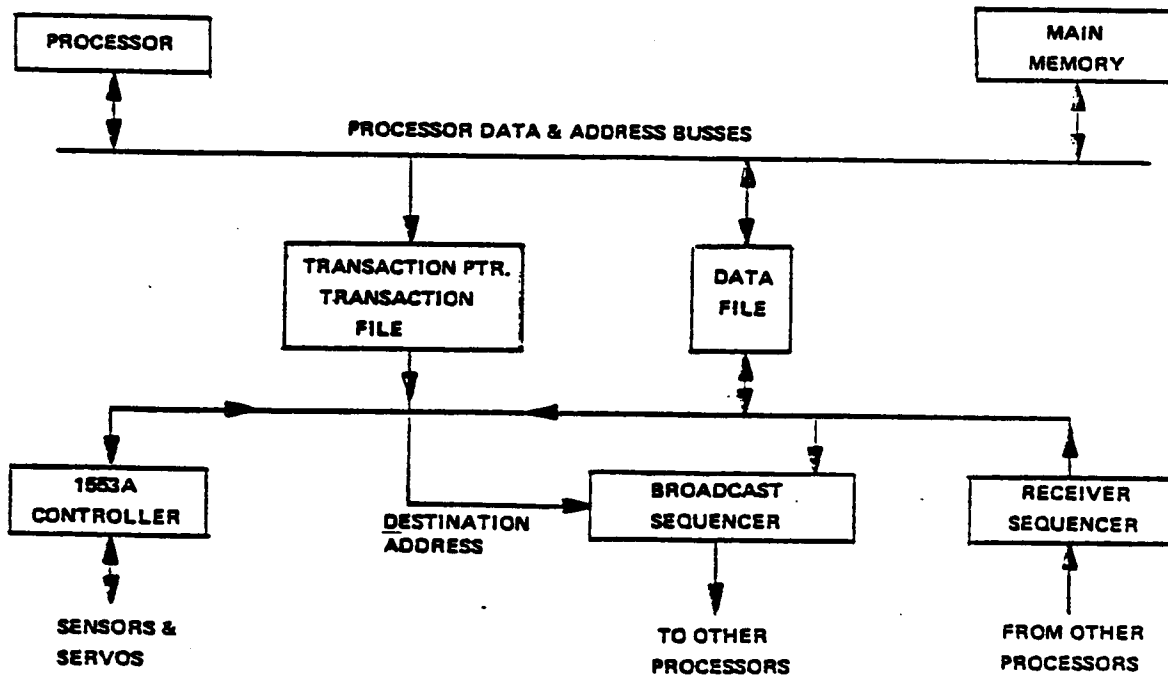 PROCESSOR
MAIN
MEMORY
PROCESSOR DATA & ADDRESS BUSSES
TRANSACTION PTR.
TRANSACTION
FILE
DATA
FILE
1553A
CONTROLLER
DESTINATION
ADDRESS
BROADCAST
SEQUENCER
RECEIVER
SEQUENCER
SENSORS &
SERVOS
TO OTHER
PROCESSORS
FROM OTHER
PROCESSORS